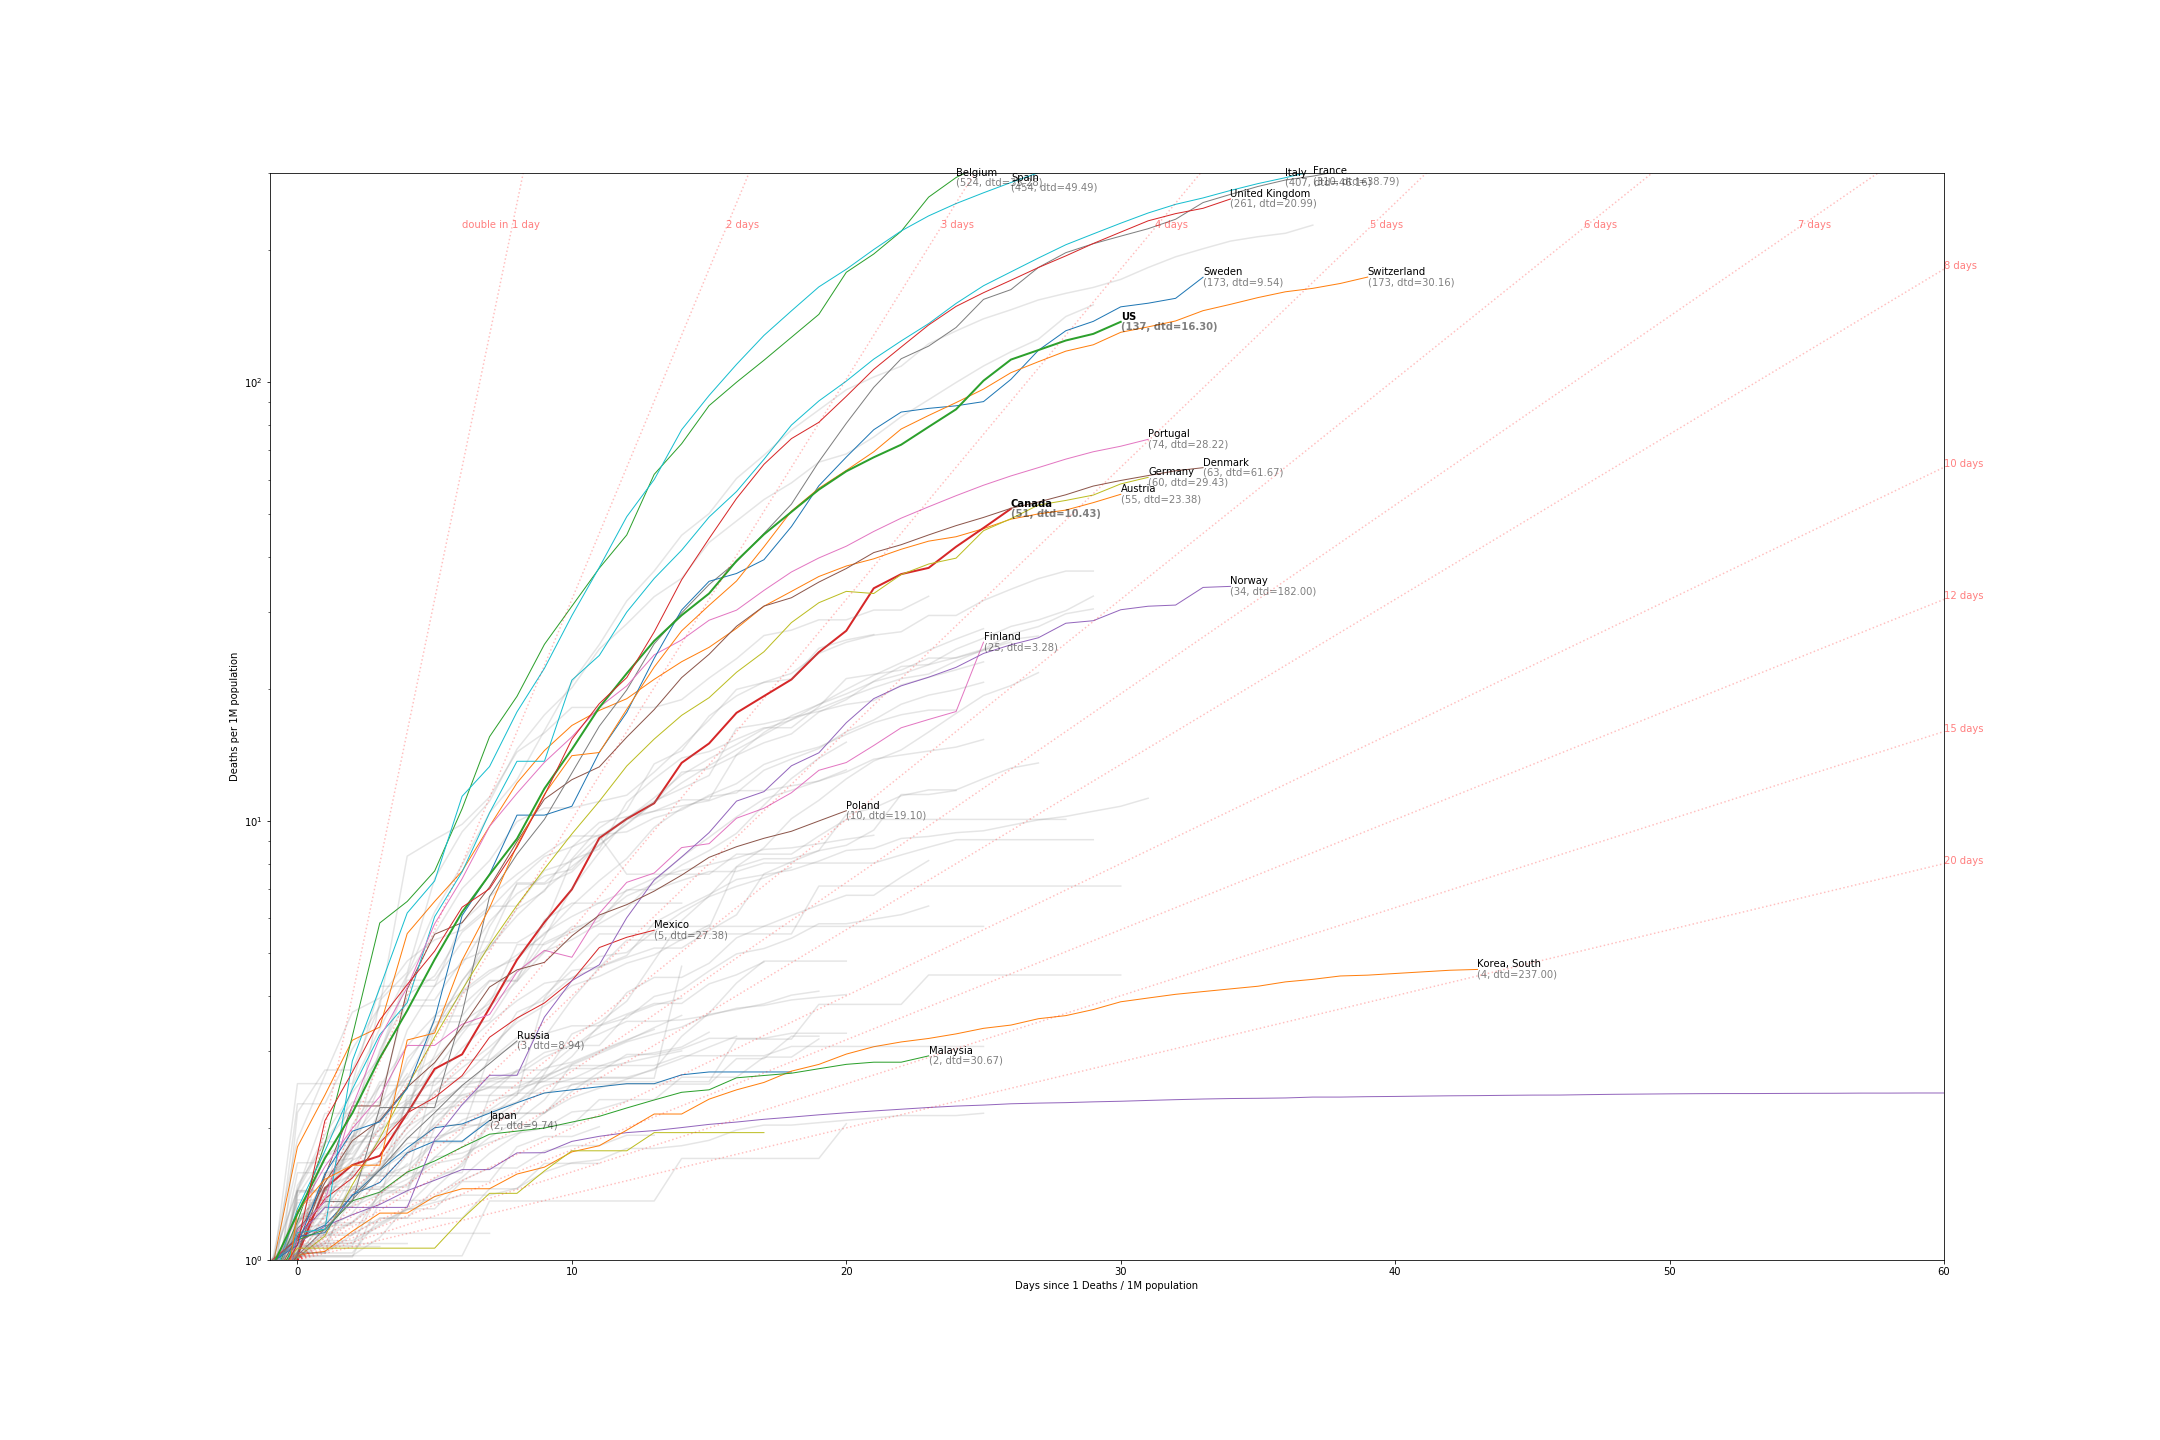 Belgium
(524, dtd=
Spain
(454, dtd=49.49)
Italy
(407, dtd=46.16)
France
dtd=38.79)
United Kingdom
(261, dtd=20.99)
double in 1 day
2 days
3 days
4 days
5 days
6 days
7 days
8 days
Sweden
(173, dtd=9.54)
Switzerland
(173, dtd=30.16)
US
(137, dtd=16.30)
10²
Portugal
(74, dtd=28.22)
Denmark
(63, dtd=61.67)
10 days
Germany
(60, dtd=29.43)
Austria
(55, dtd=23.38)
Canada
(51, dtd=10.43)
Norway
(34, dtd=182.00)
12 days
Finland
(25, dtd=3.28)
Deaths per 1M population
15 days
Poland
(10, dtd=19.10)
10¹
20 days
Mexico
(5, dtd=27.38)
Korea, South
(4, dtd=237.00)
Russia
(3, dtd=8.94)
Malaysia
(2, dtd=30.67)
Japan
(2, dtd=9.74)
10⁰
0 10 20 30 40 50 60
Days since 1 Deaths / 1M population